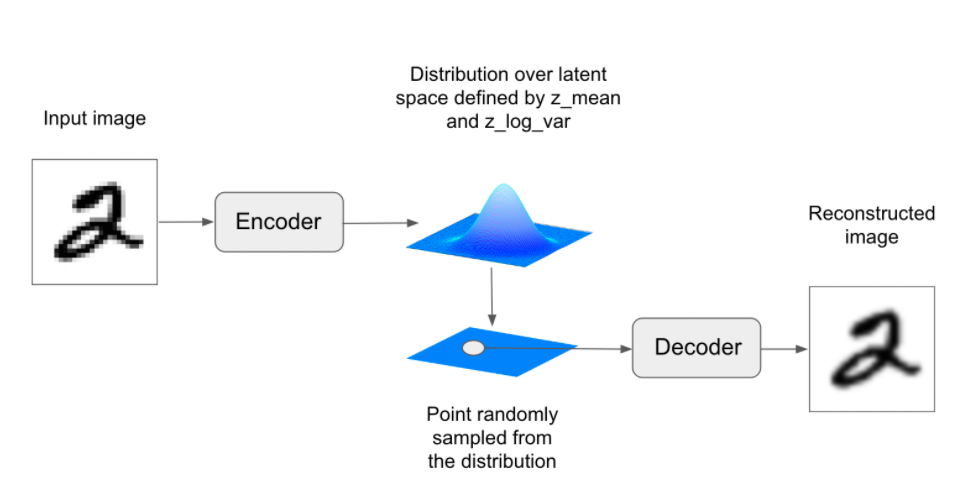 Distribution over latent
space defined by z_mean
and z_log_var
Input image
Encoder
Reconstructed
image
Decoder
Point randomly
sampled from
the distribution